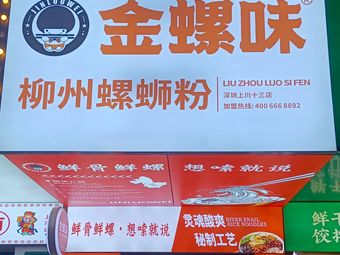 JINLUOWEI
金螺味
柳州螺蛳粉
LIU ZHOU LUO SI FEN
深圳上川十三店
加盟热线: 400 666 8892
鲜骨鲜螺 想嗦就说
鲜骨鲜螺·想嗦就说
灵魂酸爽
秘制工艺
RIVER SNAIL
RICE NOODLES
鲜
饺